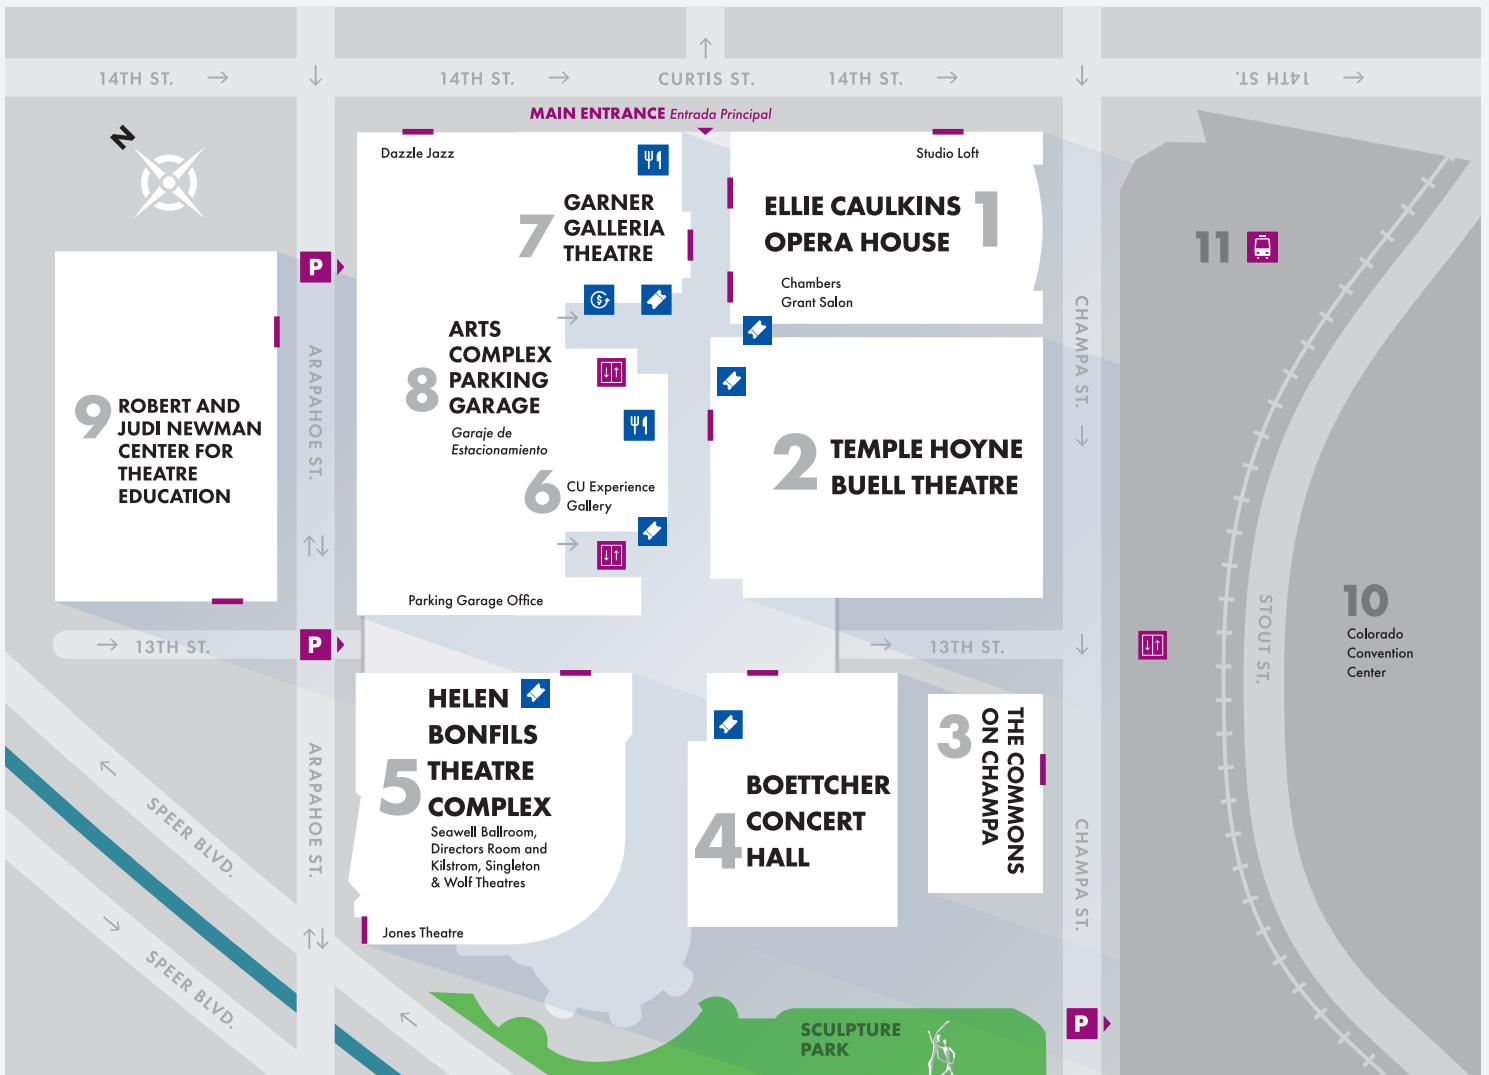 14TH ST.
14TH ST.
CURTIS ST.
14TH ST.
14TH ST.
MAIN ENTRANCE Entrada Principal
N
Dazzle Jazz
Studio Loft
7
GARNER
GALLERIA
THEATRE
ELLIE CAULKINS
OPERA HOUSE
1
Chambers
Grant Salon
11
P
8
ARTS
COMPLEX
PARKING
GARAGE
Garaje de
Estacionamiento
9
ROBERT AND
JUDI NEWMAN
CENTER FOR
THEATRE
EDUCATION
ARAPAHOE ST.
CHAMPA ST.
2
TEMPLE HOYNE
BUELL THEATRE
6
CU Experience
Gallery
Parking Garage Office
STOUT ST.
10
Colorado
Convention
Center
13TH ST.
P
13TH ST.
5
HELEN
BONFILS
THEATRE
COMPLEX
Seawell Ballroom,
Directors Room and
Kilstrom, Singleton
& Wolf Theatres
Jones Theatre
4
BOETTCHER
CONCERT
HALL
3
THE COMMONS
ON CHAMPA
ARAPAHOE ST.
CHAMPA ST.
SPEER BLVD.
SPEER BLVD.
SCULPTURE
PARK
P